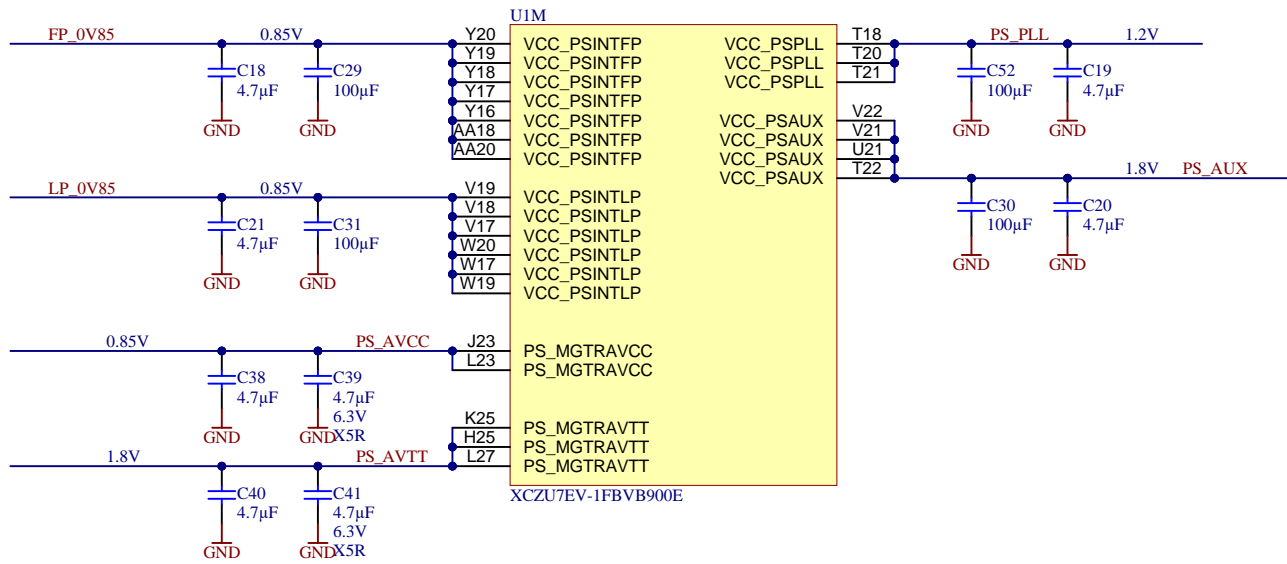 U1M
FP_0V85 0.85V
C18 4.7µF
C29 100µF
GND GND
Y20 VCC_PSINTFP
Y19 VCC_PSINTFP
Y18 VCC_PSINTFP
Y17 VCC_PSINTFP
Y16 VCC_PSINTFP
AA18 VCC_PSINTFP
AA20 VCC_PSINTFP
LP_0V85 0.85V
C21 4.7µF
C31 100µF
GND GND
V19 VCC_PSINTLP
V18 VCC_PSINTLP
V17 VCC_PSINTLP
W20 VCC_PSINTLP
W17 VCC_PSINTLP
W19 VCC_PSINTLP
0.85V PS_AVCC
C38 4.7µF
C39 4.7µF
6.3V
X5R
GND GND
J23 PS_MGTRAVCC
L23 PS_MGTRAVCC
1.8V PS_AVTT
C40 4.7µF
C41 4.7µF
6.3V
X5R
GND GND
K25 PS_MGTRAVTT
H25 PS_MGTRAVTT
L27 PS_MGTRAVTT
VCC_PSPLL T18 PS_PLL 1.2V
VCC_PSPLL T20
VCC_PSPLL T21
C52 100µF
C19 4.7µF
GND GND
VCC_PSAUX V22
VCC_PSAUX V21
VCC_PSAUX U21
VCC_PSAUX T22 1.8V PS_AUX
C30 100µF
C20 4.7µF
GND GND
XCZU7EV-1FBVB900E